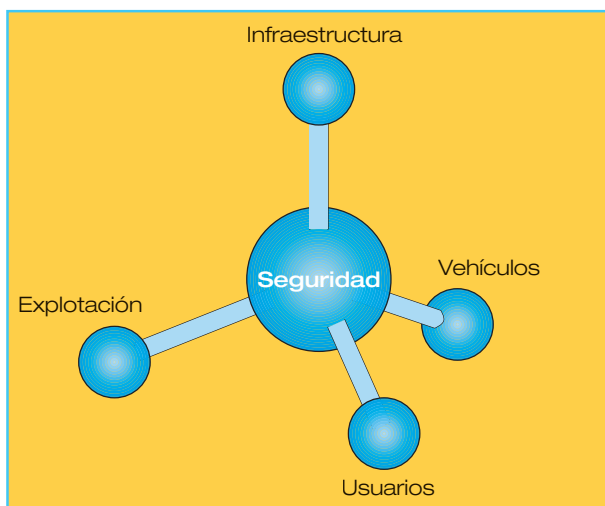 Infraestructura
Seguridad
Vehículos
Explotación
Usuarios